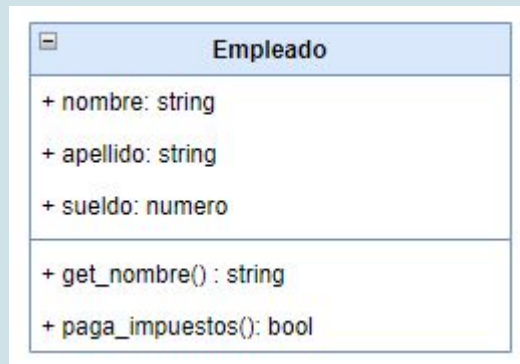 Empleado
+ nombre: string
+ apellido: string
+ sueldo: numero
+ get_nombre() : string
+ paga_impuestos(): bool